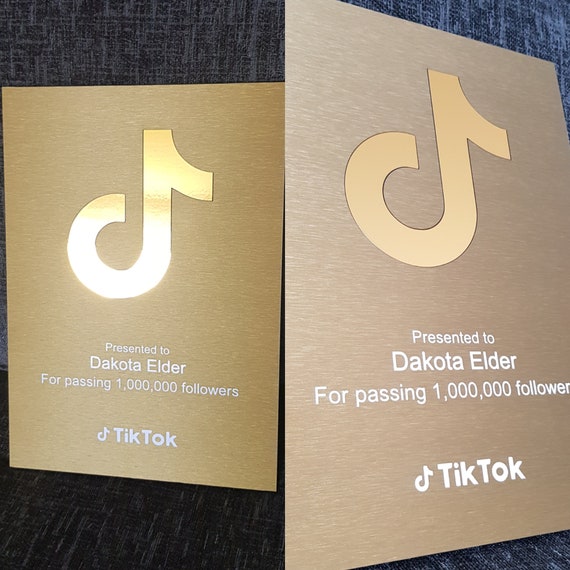 Presented to
Dakota Elder
For passing 1,000,000 followers
TikTok
Presented to
Dakota Elder
For passing 1,000,000 follower
TikTok